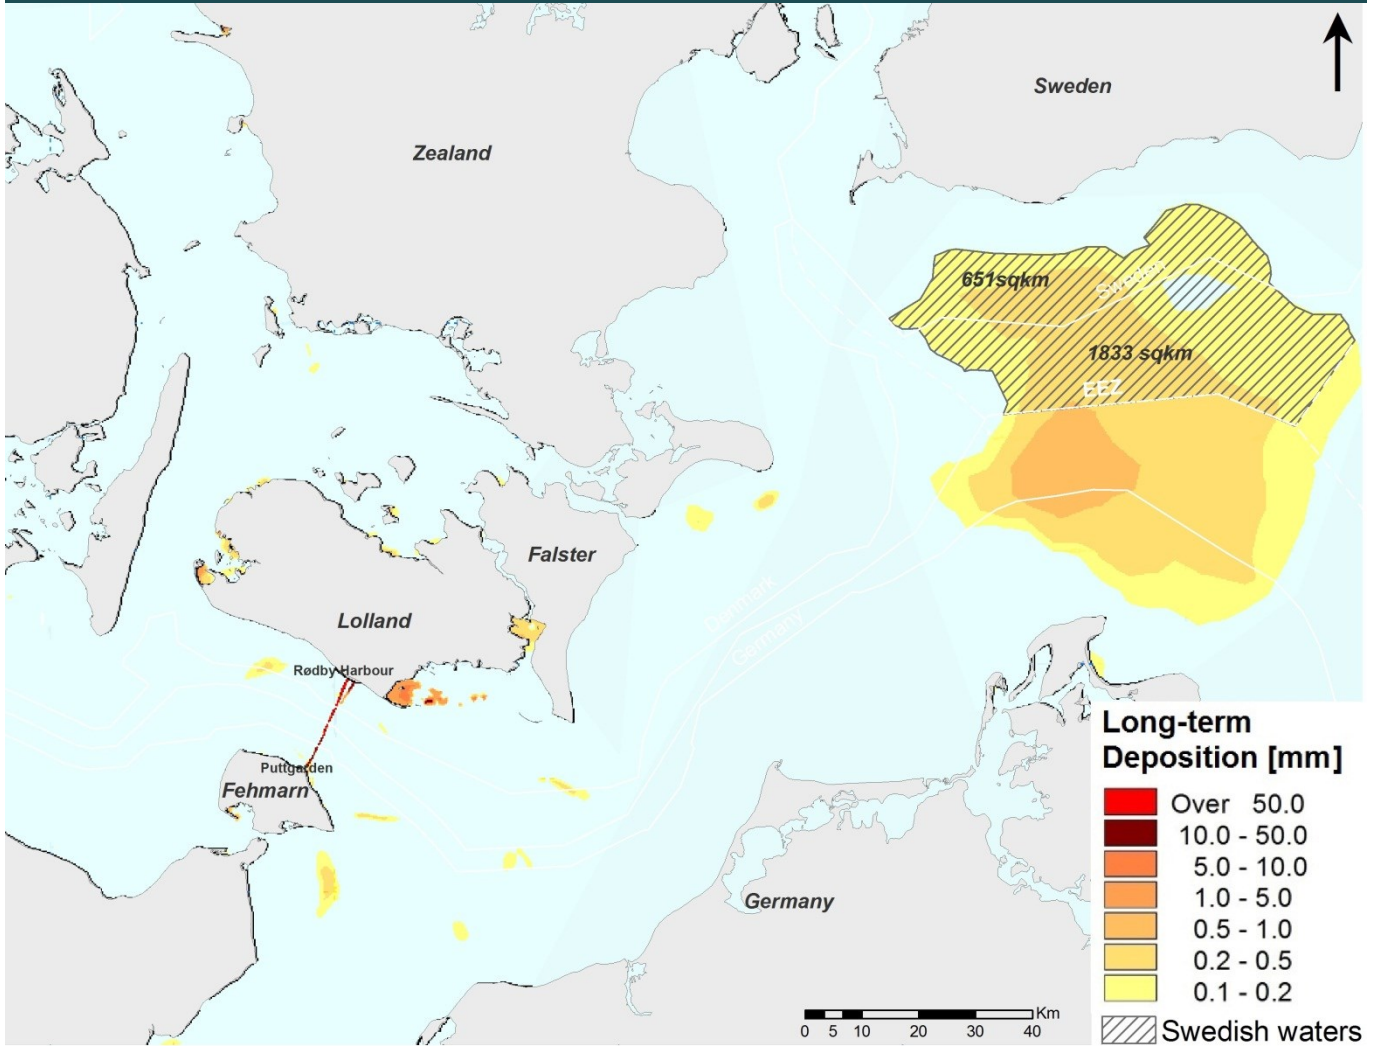 Sweden
Zealand
651sqkm
Sweden
1833 sqkm
EEZ
Falster
Denmark
Germany
Lolland
Rødby Harbour
Puttgarden
Fehmarn
Germany
Long-term
Deposition [mm]
Over 50.0
10.0 - 50.0
5.0 - 10.0
1.0 - 5.0
0.5 - 1.0
0.2 - 0.5
0.1 - 0.2
Swedish waters
Km
0 5 10 20 30 40